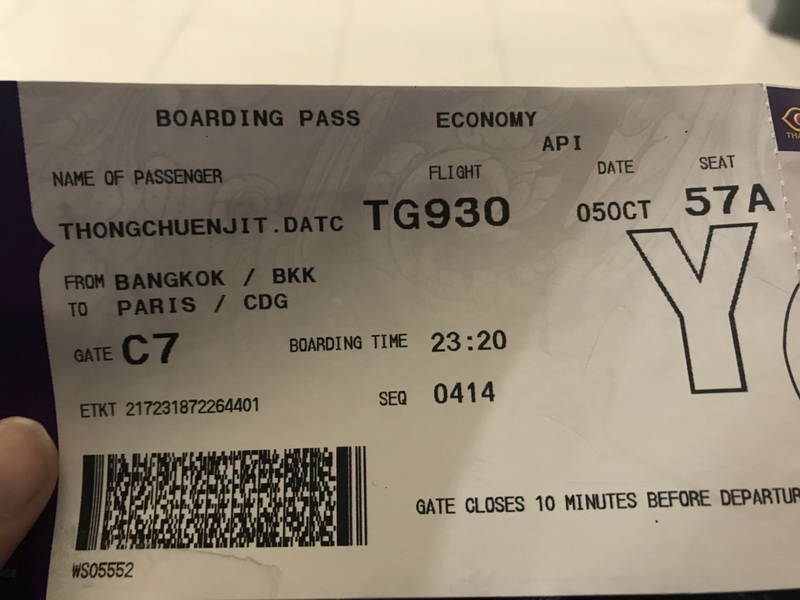 BOARDING PASS ECONOMY
API
NAME OF PASSENGER FLIGHT DATE SEAT
THONGCHUENJIT.DATC TG930 05OCT 57A
FROM BANGKOK / BKK
TO PARIS / CDG
Y
GATE C7 BOARDING TIME 23:20
ETKT 217231872264401 SEQ 0414
GATE CLOSES 10 MINUTES BEFORE DEPARTUR
WS05552